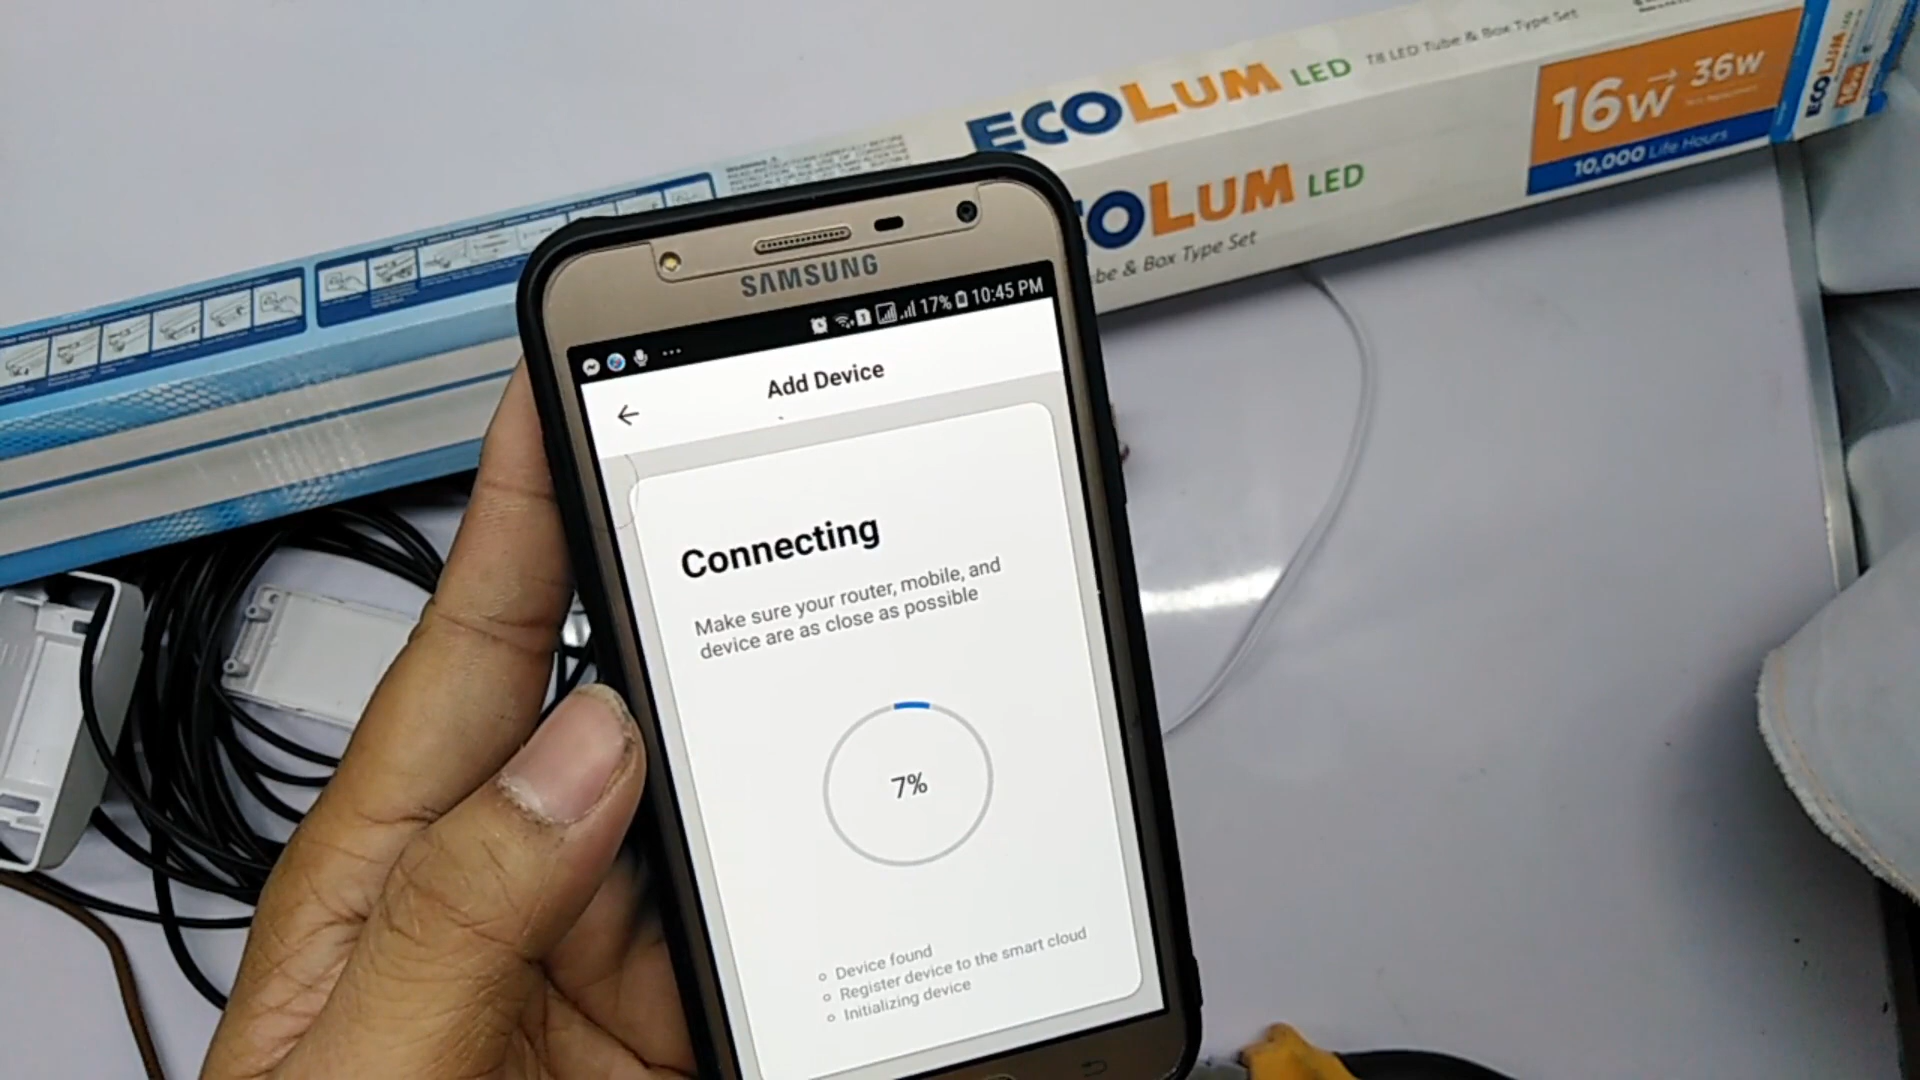 ECOLUM LED T8 LED Tube & Box Type Set
16W → 36W
10,000 Life Hours
LUM LED
be & Box Type Set
ECOLUM
SAMSUNG
17% 10:45 PM
Add Device
Connecting
Make sure your router, mobile, and
device are as close as possible
7%
Device found
Register device to the smart cloud
Initializing device